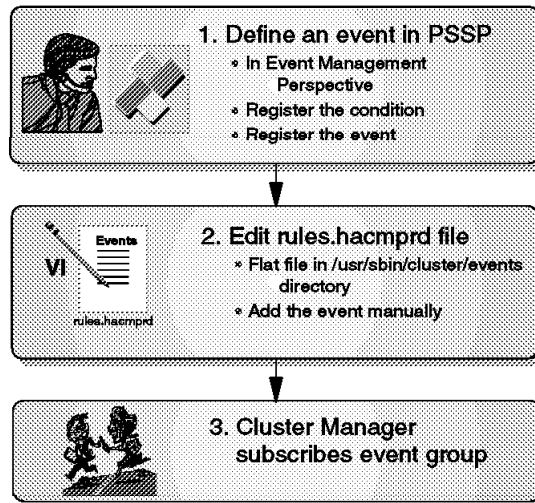 1. Define an event in PSSP
• In Event Management
Perspective
• Register the condition
• Register the event
2. Edit rules.hacmprd file
• Flat file in /usr/sbin/cluster/events
directory
• Add the event manually
Events
VI
rules.hacmprd
3. Cluster Manager
subscribes event group